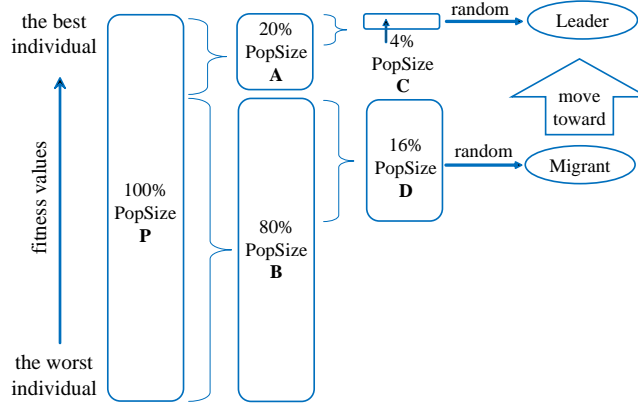 the best
individual
fitness values
the worst
individual
100%
PopSize
P
20%
PopSize
A
80%
PopSize
B
4%
PopSize
C
16%
PopSize
D
random
Leader
move
toward
random
Migrant